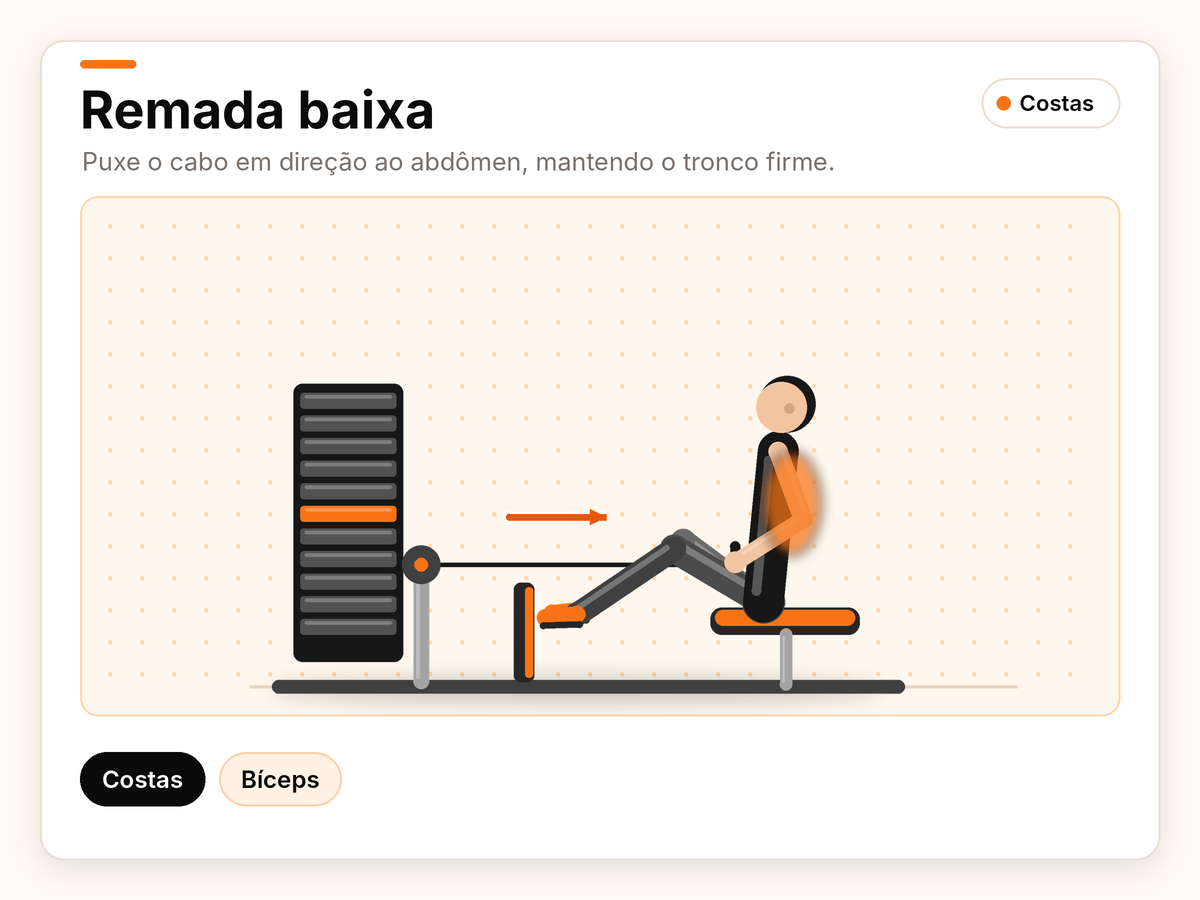 Remada baixa
Costas
Puxe o cabo em direção ao abdômen, mantendo o tronco firme.
Costas
Bíceps